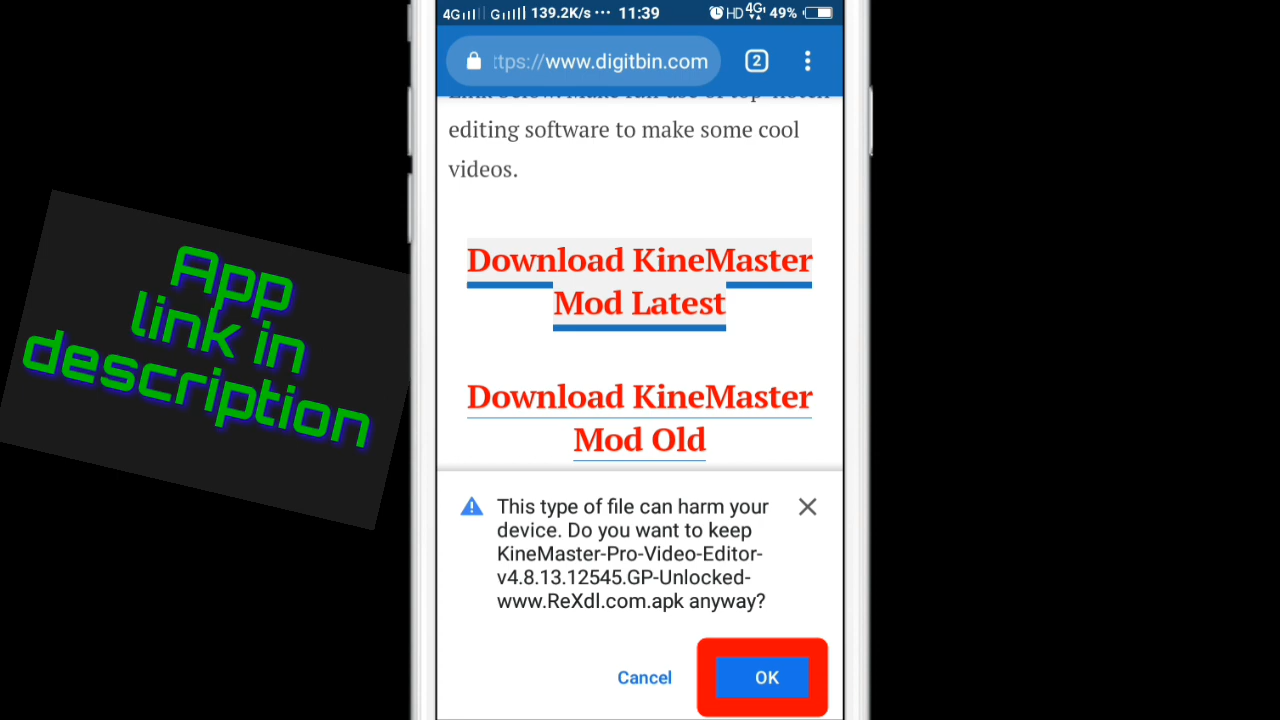 4G G 139.2K/s ··· 11:39 HD 4G 49%
ttps://www.digitbin.com 2
editing software to make some cool
videos.
App
link in
description
Download KineMaster
Mod Latest
Download KineMaster
Mod Old
This type of file can harm your
device. Do you want to keep
KineMaster-Pro-Video-Editor-
v4.8.13.12545.GP-Unlocked-
www.ReXdl.com.apk anyway?
Cancel OK